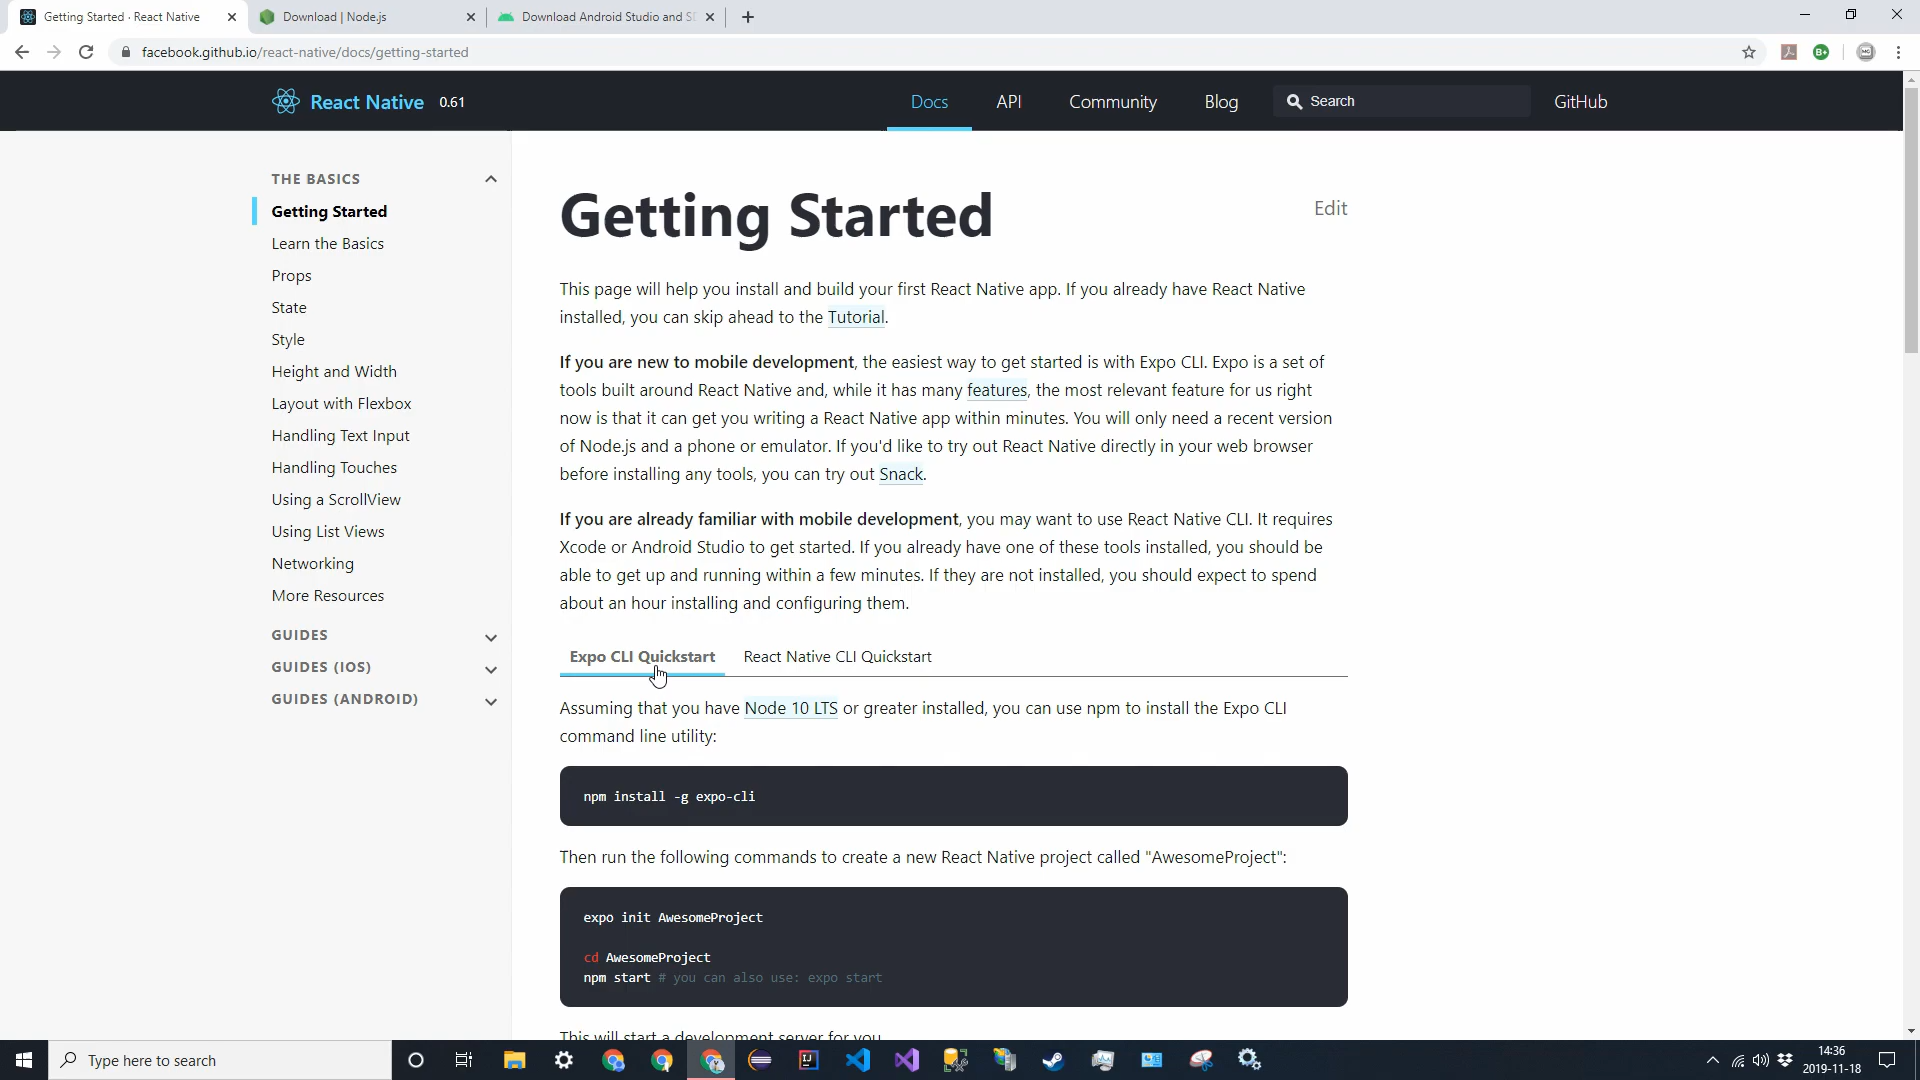 Getting Started · React Native
Download | Node.js
Download Android Studio and S
facebook.github.io/react-native/docs/getting-started
React Native 0.61
Docs
API
Community
Blog
Search
GitHub
THE BASICS
Getting Started
Learn the Basics
Props
State
Style
Height and Width
Layout with Flexbox
Handling Text Input
Handling Touches
Using a ScrollView
Using List Views
Networking
More Resources
GUIDES
GUIDES (IOS)
GUIDES (ANDROID)
Getting Started
Edit
This page will help you install and build your first React Native app. If you already have React Native
installed, you can skip ahead to the Tutorial.
If you are new to mobile development, the easiest way to get started is with Expo CLI. Expo is a set of
tools built around React Native and, while it has many features, the most relevant feature for us right
now is that it can get you writing a React Native app within minutes. You will only need a recent version
of Node.js and a phone or emulator. If you'd like to try out React Native directly in your web browser
before installing any tools, you can try out Snack.
If you are already familiar with mobile development, you may want to use React Native CLI. It requires
Xcode or Android Studio to get started. If you already have one of these tools installed, you should be
able to get up and running within a few minutes. If they are not installed, you should expect to spend
about an hour installing and configuring them.
Expo CLI Quickstart
React Native CLI Quickstart
Assuming that you have Node 10 LTS or greater installed, you can use npm to install the Expo CLI
command line utility:
npm install -g expo-cli
Then run the following commands to create a new React Native project called "AwesomeProject":
expo init AwesomeProject
cd AwesomeProject
npm start # you can also use: expo start
This will start a development server for you
Type here to search
14:36
2019-11-18